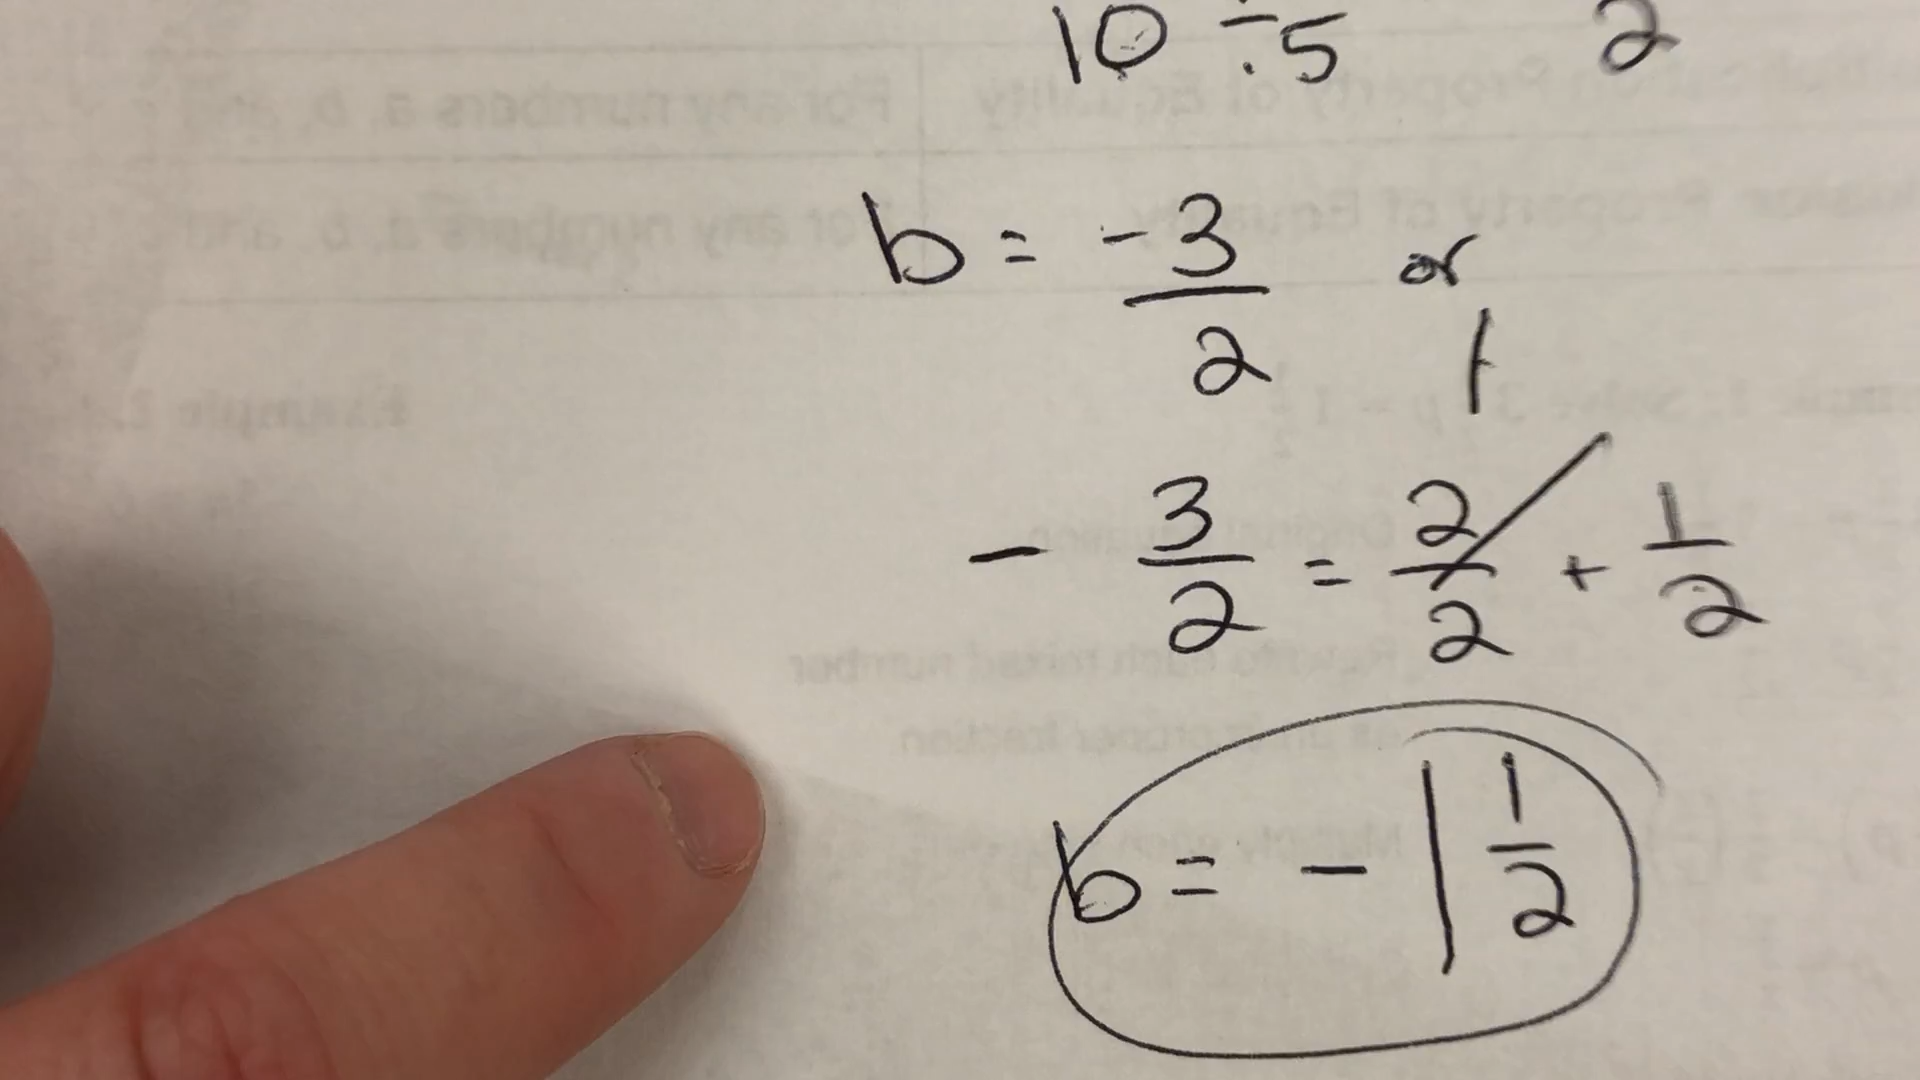 10 ÷ 5 2
b = -3/2 or
1
- 3/2 = 2/2 + 1/2
b = - 1 1/2